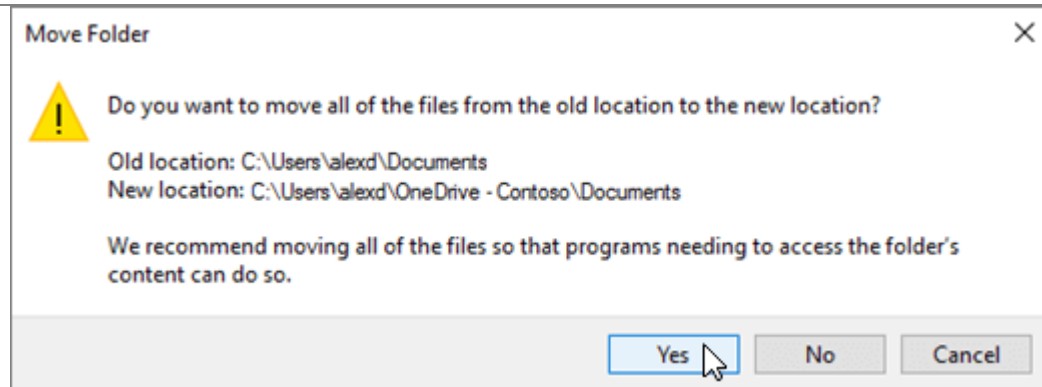 Move Folder
Do you want to move all of the files from the old location to the new location?
Old location: C:\Users\alexd\Documents
New location: C:\Users\alexd\OneDrive - Contoso\Documents
We recommend moving all of the files so that programs needing to access the folder's
content can do so.
Yes No Cancel